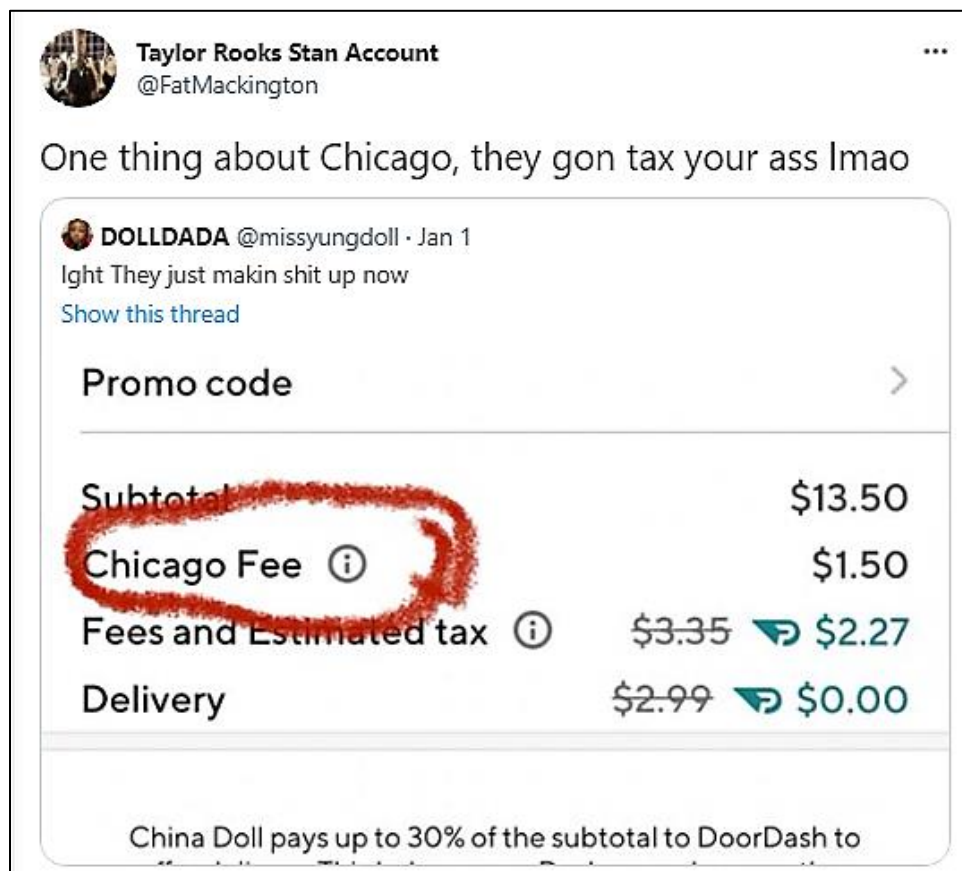 Taylor Rooks Stan Account
@FatMackington
One thing about Chicago, they gon tax your ass lmao
DOLLDADA @missyungdoll · Jan 1
Ight They just makin shit up now
Show this thread
Promo code
Subtotal $13.50
Chicago Fee $1.50
Fees and Estimated tax $3.35 $2.27
Delivery $2.99 $0.00
China Doll pays up to 30% of the subtotal to DoorDash to